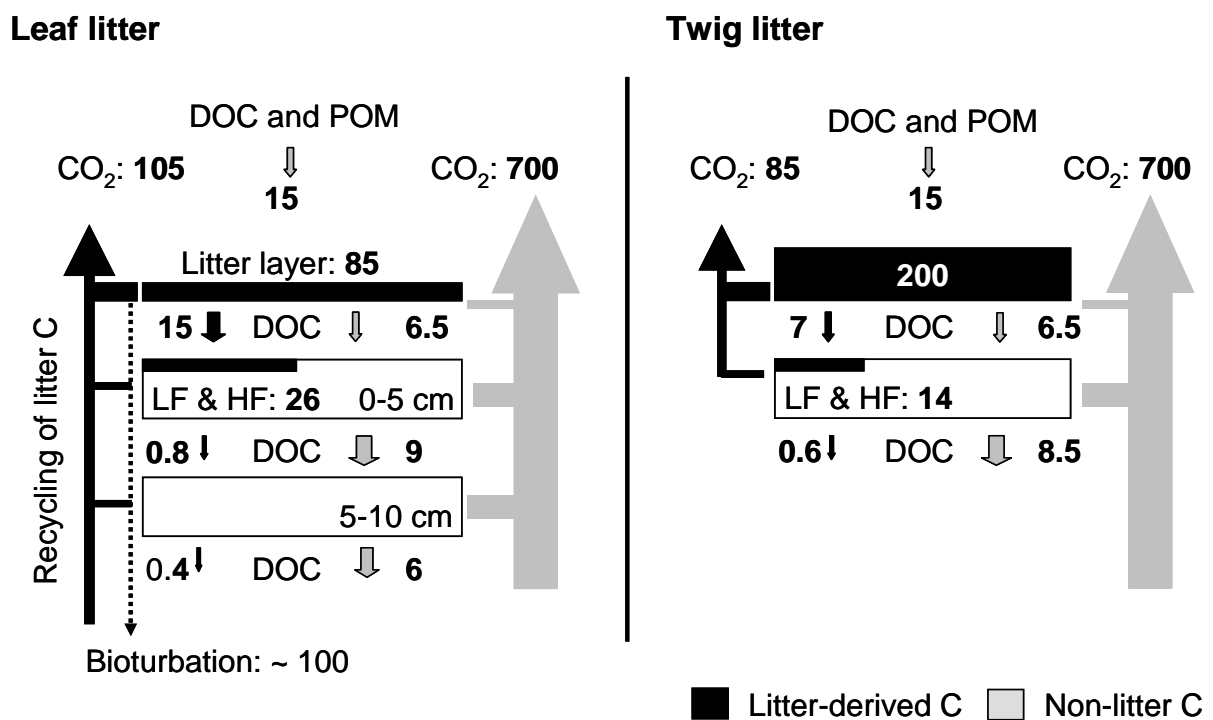 Leaf litter
DOC and POM
CO₂: 105
15
CO₂: 700
Litter layer: 85
15 DOC 6.5
LF & HF: 26 0-5 cm
0.8 DOC 9
5-10 cm
0.4 DOC 6
Recycling of litter C
Bioturbation: ~ 100
Twig litter
DOC and POM
CO₂: 85
15
CO₂: 700
200
7 DOC 6.5
LF & HF: 14
0.6 DOC 8.5
Litter-derived C Non-litter C